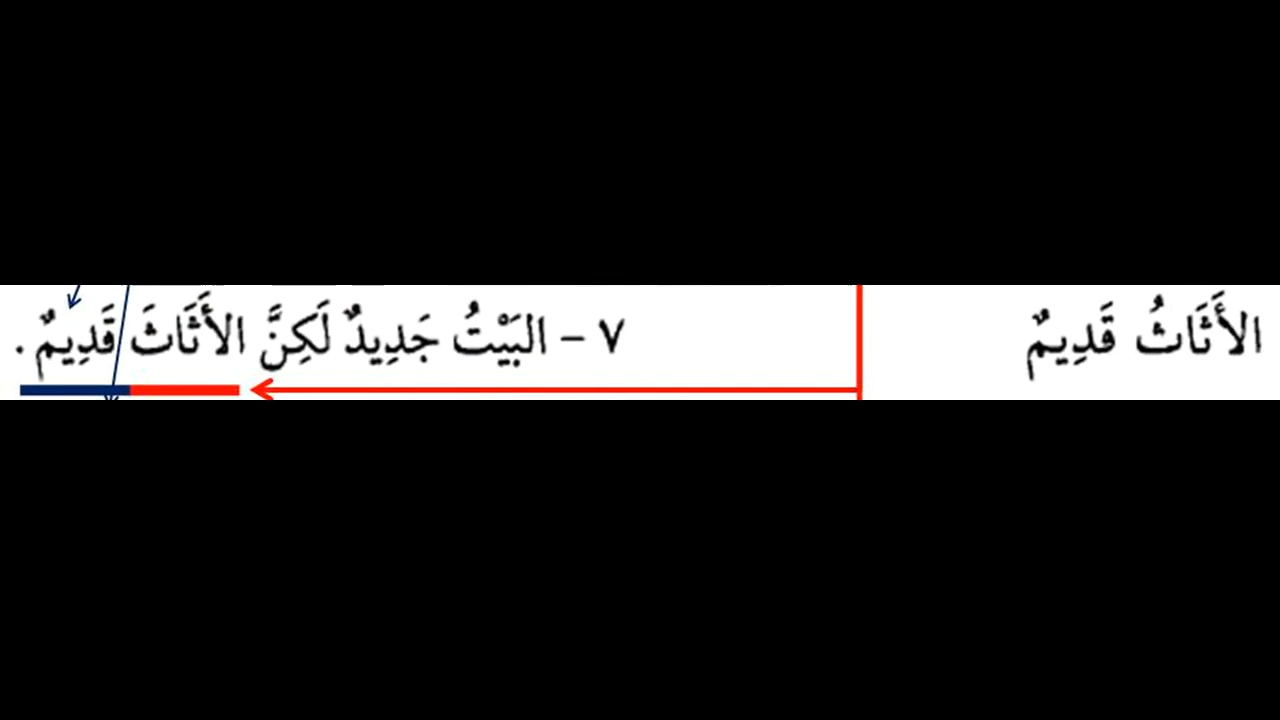 الأَثَاثُ قَدِيمٌ
٧ – البَيْتُ جَدِيدٌ لَكِنَّ الأَثَاثَ قَدِيمٌ .